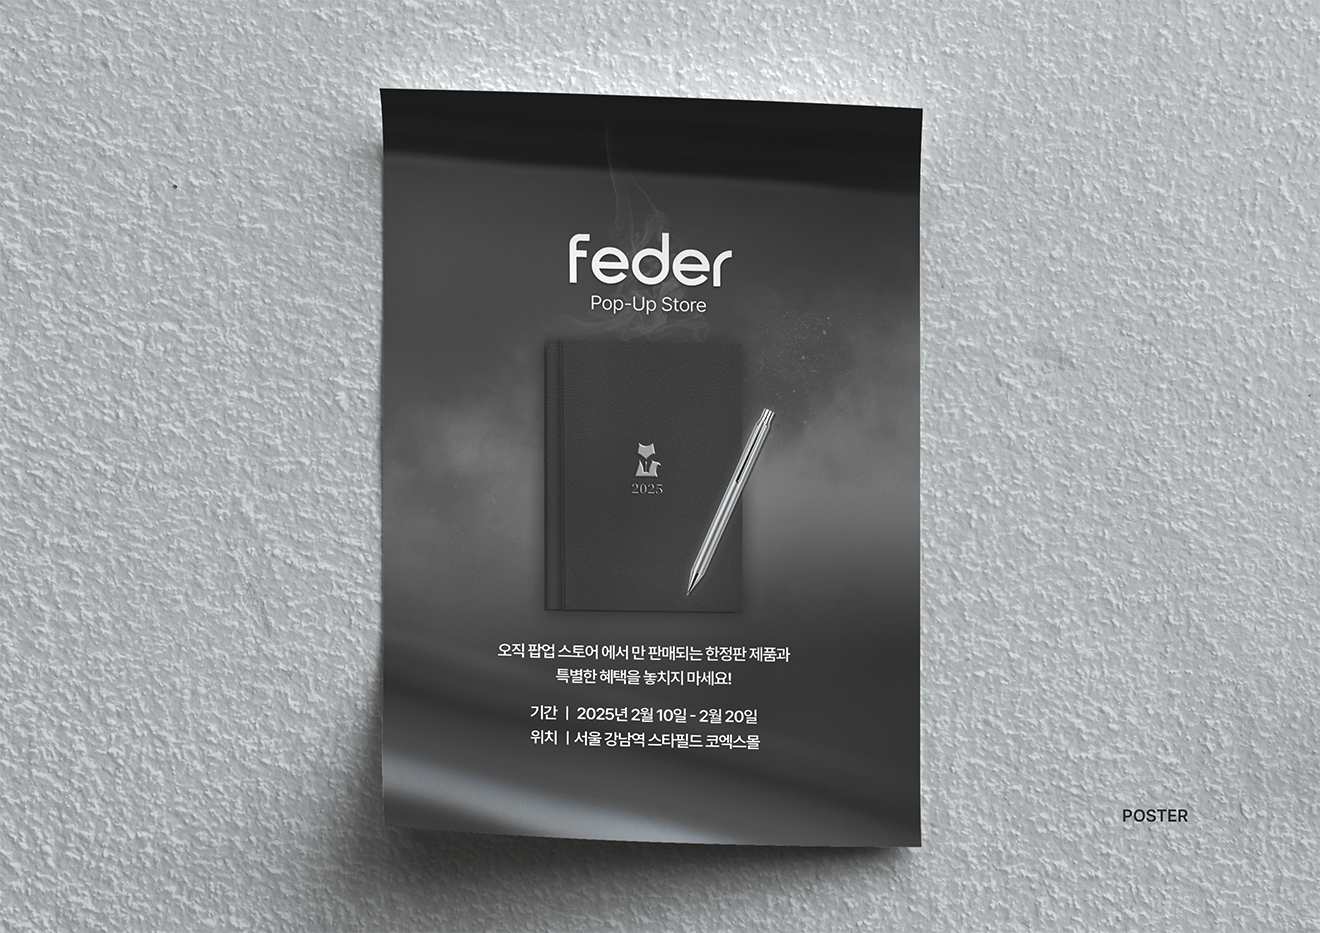 feder
Pop-Up Store
2025
오직 팝업 스토어 에서 만 판매되는 한정판 제품과
특별한 혜택을 놓치지 마세요!
기간 | 2025년 2월 10일 - 2월 20일
위치 | 서울 강남역 스타필드 코엑스몰
POSTER